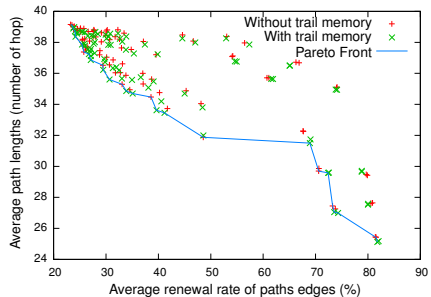 Without trail memory
With trail memory
Pareto Front
Average path lengths (number of hop)
40
38
36
34
32
30
28
26
24
20 30 40 50 60 70 80 90
Average renewal rate of paths edges (%)